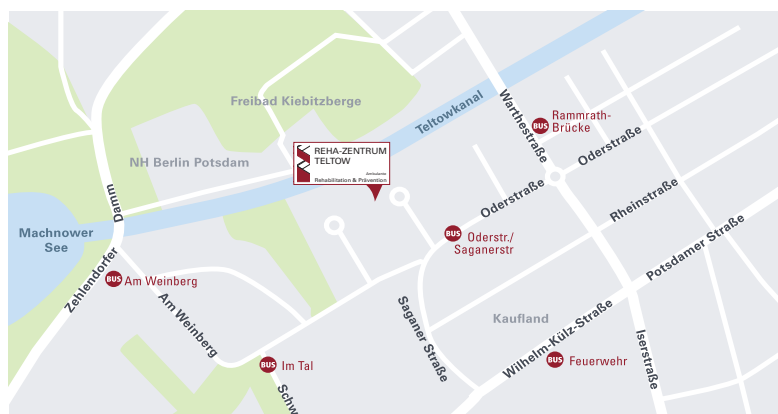 Freibad Kiebitzberge
Teltowkanal
Warthestraße
BUS
Rammrath-
Brücke
Oderstraße
NH Berlin Potsdam
REHA-ZENTRUM
TELTOW
Ambulante
Rehabilitation & Prävention
Damm
Oderstraße
Rheinstraße
Machnower
See
Zehlendorfer
BUS
Oderstr./
Saganerstr
Potsdamer Straße
BUS
Am Weinberg
Am Weinberg
Saganer Straße
Kaufland
Wilhelm-Külz-Straße
Iserstraße
BUS
Im Tal
BUS
Feuerwehr
Schw